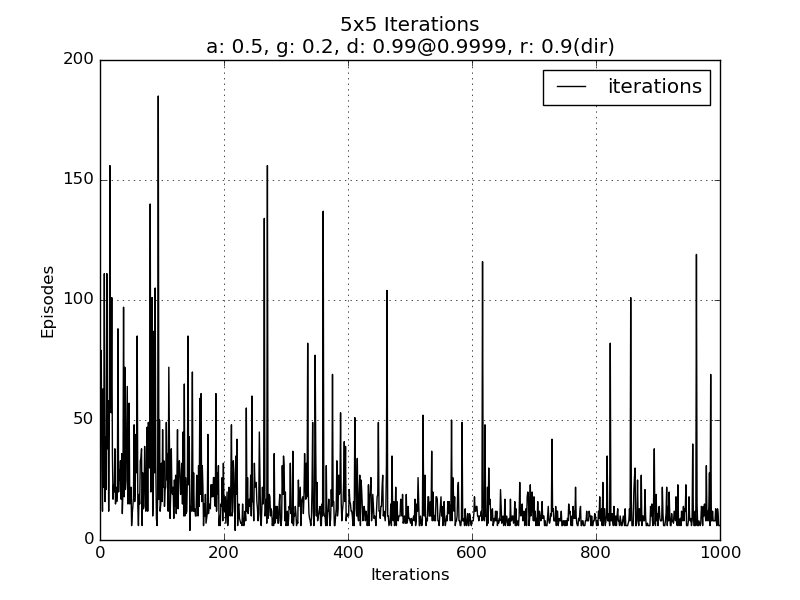 5x5 Iterations
a: 0.5, g: 0.2, d: 0.99@0.9999, r: 0.9(dir)
iterations
Episodes
200
150
100
50
0
0 200 400 600 800 1000
Iterations